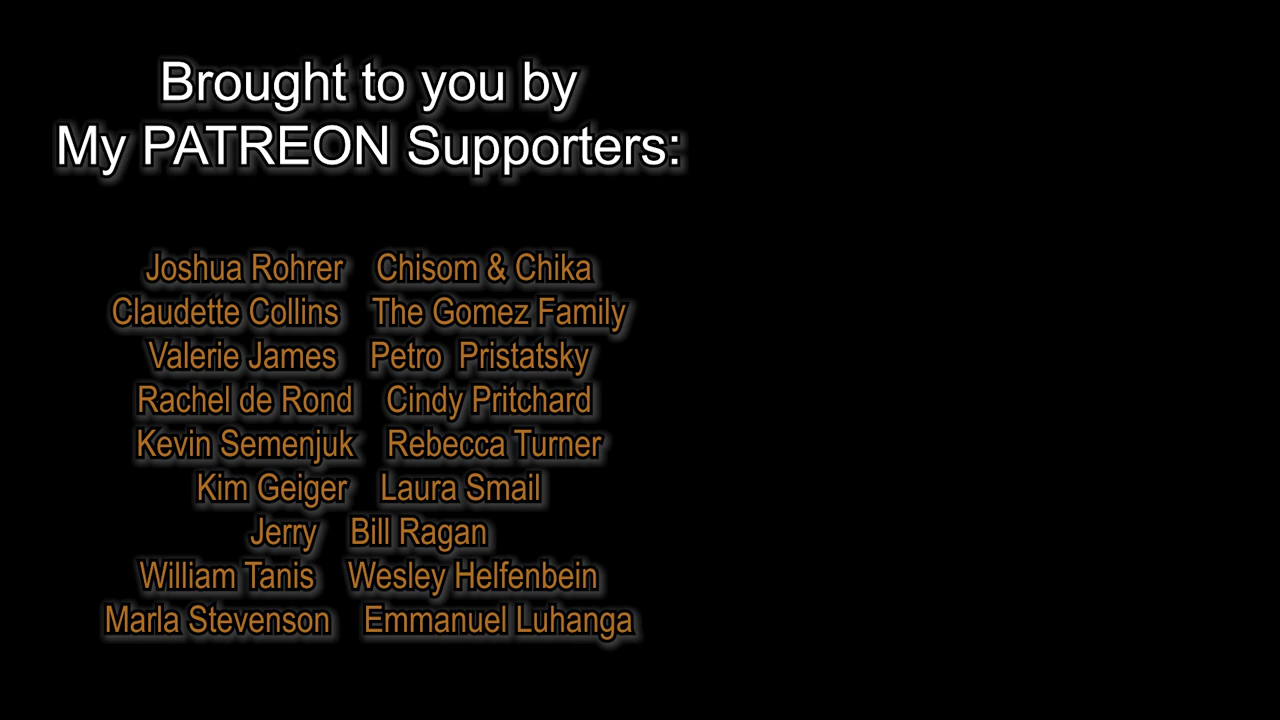 Brought to you by
My PATREON Supporters:
Joshua Rohrer    Chisom & Chika
Claudette Collins    The Gomez Family
Valerie James    Petro  Pristatsky
Rachel de Rond    Cindy Pritchard
Kevin Semenjuk    Rebecca Turner
Kim Geiger    Laura Smail
Jerry    Bill Ragan
William Tanis    Wesley Helfenbein
Marla Stevenson    Emmanuel Luhanga